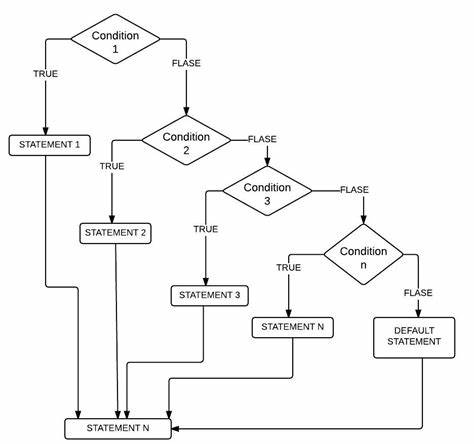 Condition
1
TRUE
FLASE
STATEMENT 1
Condition
2
FLASE
TRUE
Condition
3
FLASE
STATEMENT 2
TRUE
Condition
n
TRUE
STATEMENT 3
FLASE
STATEMENT N
DEFAULT
STATEMENT
STATEMENT N